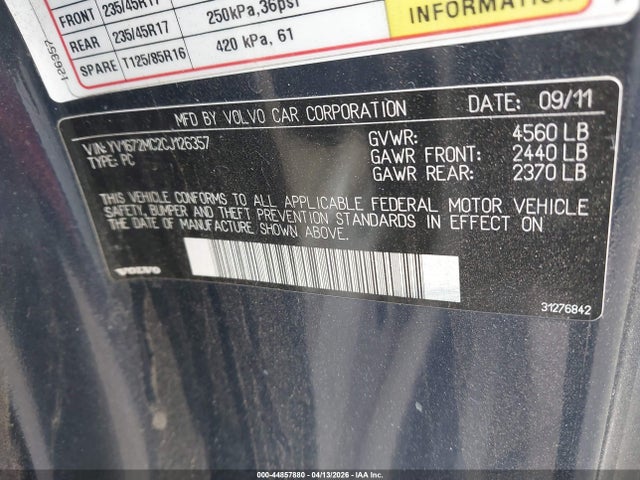 FRONT 235/45R17 250kPa,36psi
REAR 235/45R17
SPARE T125/85R16 420 kPa, 61
INFORMATION
126357
MFD BY VOLVO CAR CORPORATION DATE: 09/11
VIN: YV1672MC2CJ126357
TYPE: PC
GVWR: 4560 LB
GAWR FRONT: 2440 LB
GAWR REAR: 2370 LB
THIS VEHICLE CONFORMS TO ALL APPLICABLE FEDERAL MOTOR VEHICLE
SAFETY, BUMPER AND THEFT PREVENTION STANDARDS IN EFFECT ON
THE DATE OF MANUFACTURE SHOWN ABOVE.
VOLVO
31276842
000-44857880 - 04/13/2026 - IAA Inc.